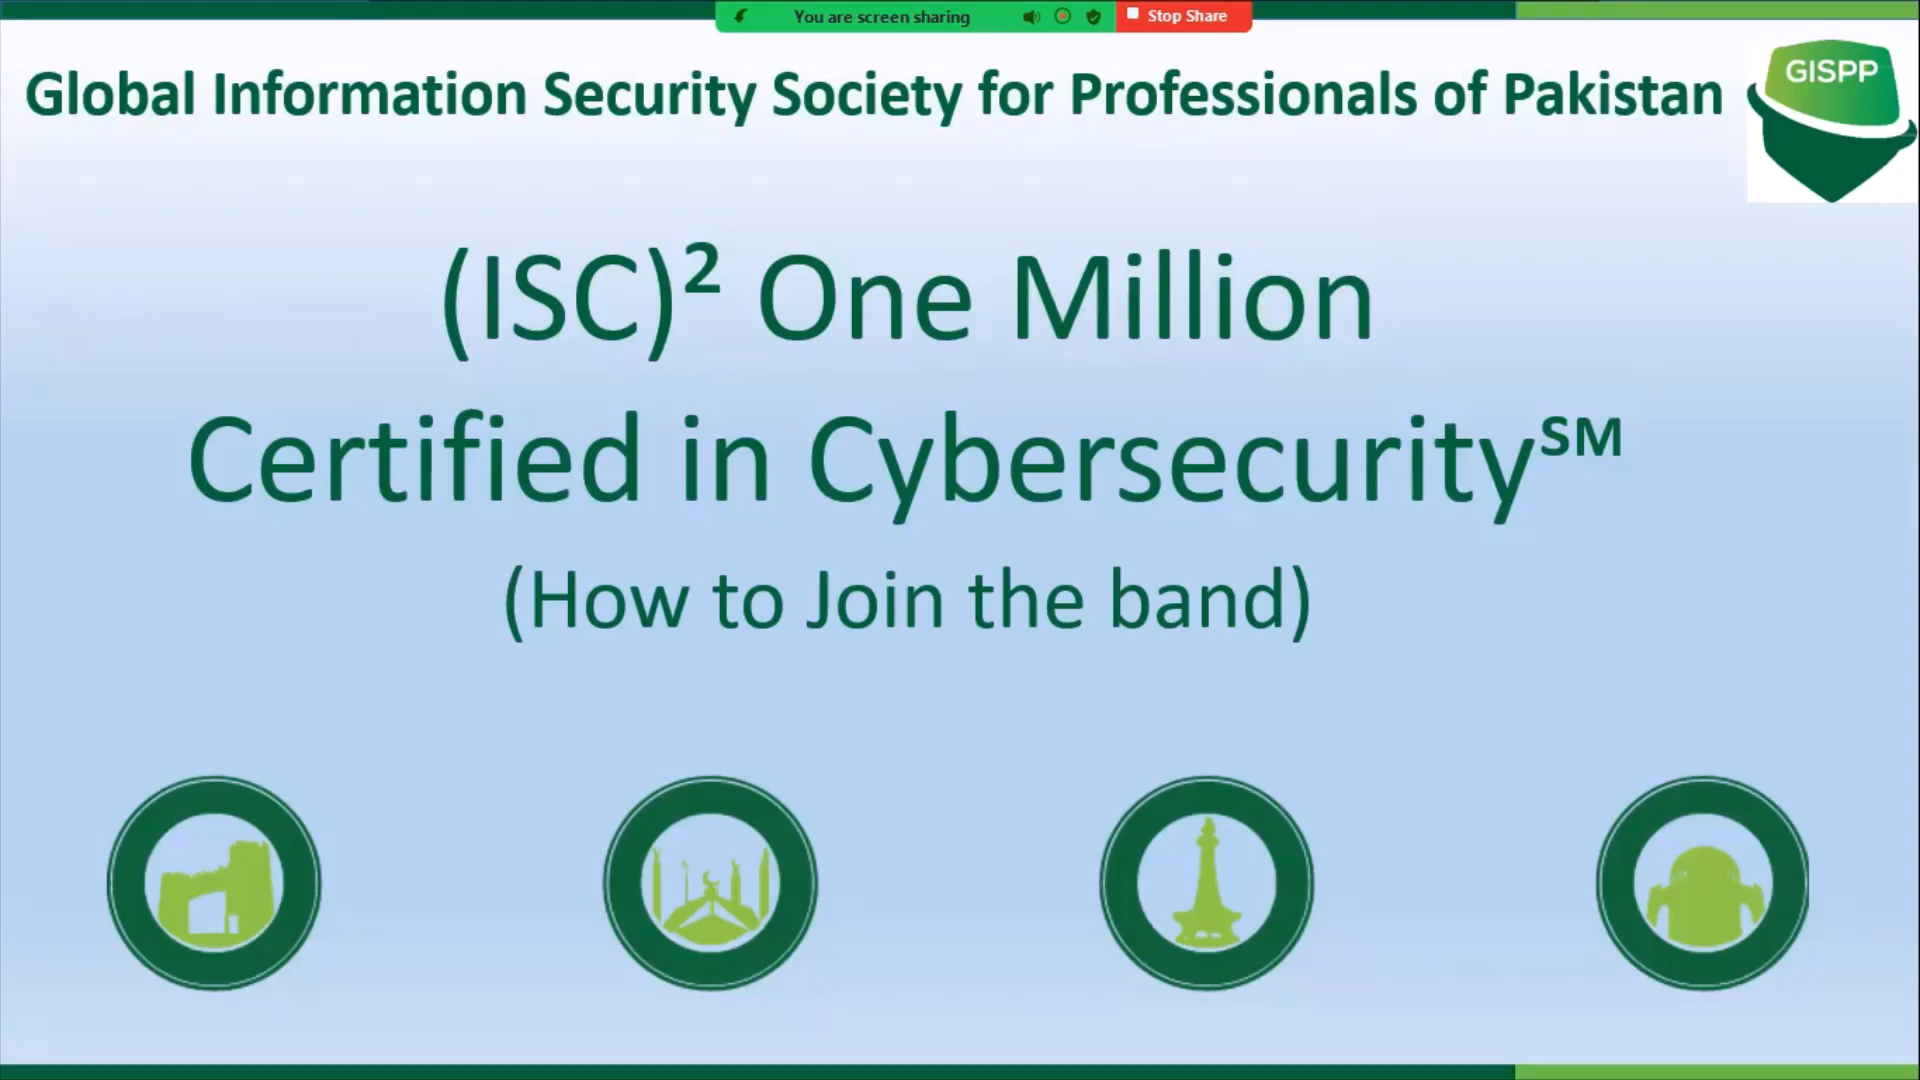 You are screen sharing
Stop Share
Global Information Security Society for Professionals of Pakistan
GISPP
(ISC)² One Million
Certified in Cybersecurity℠
(How to Join the band)